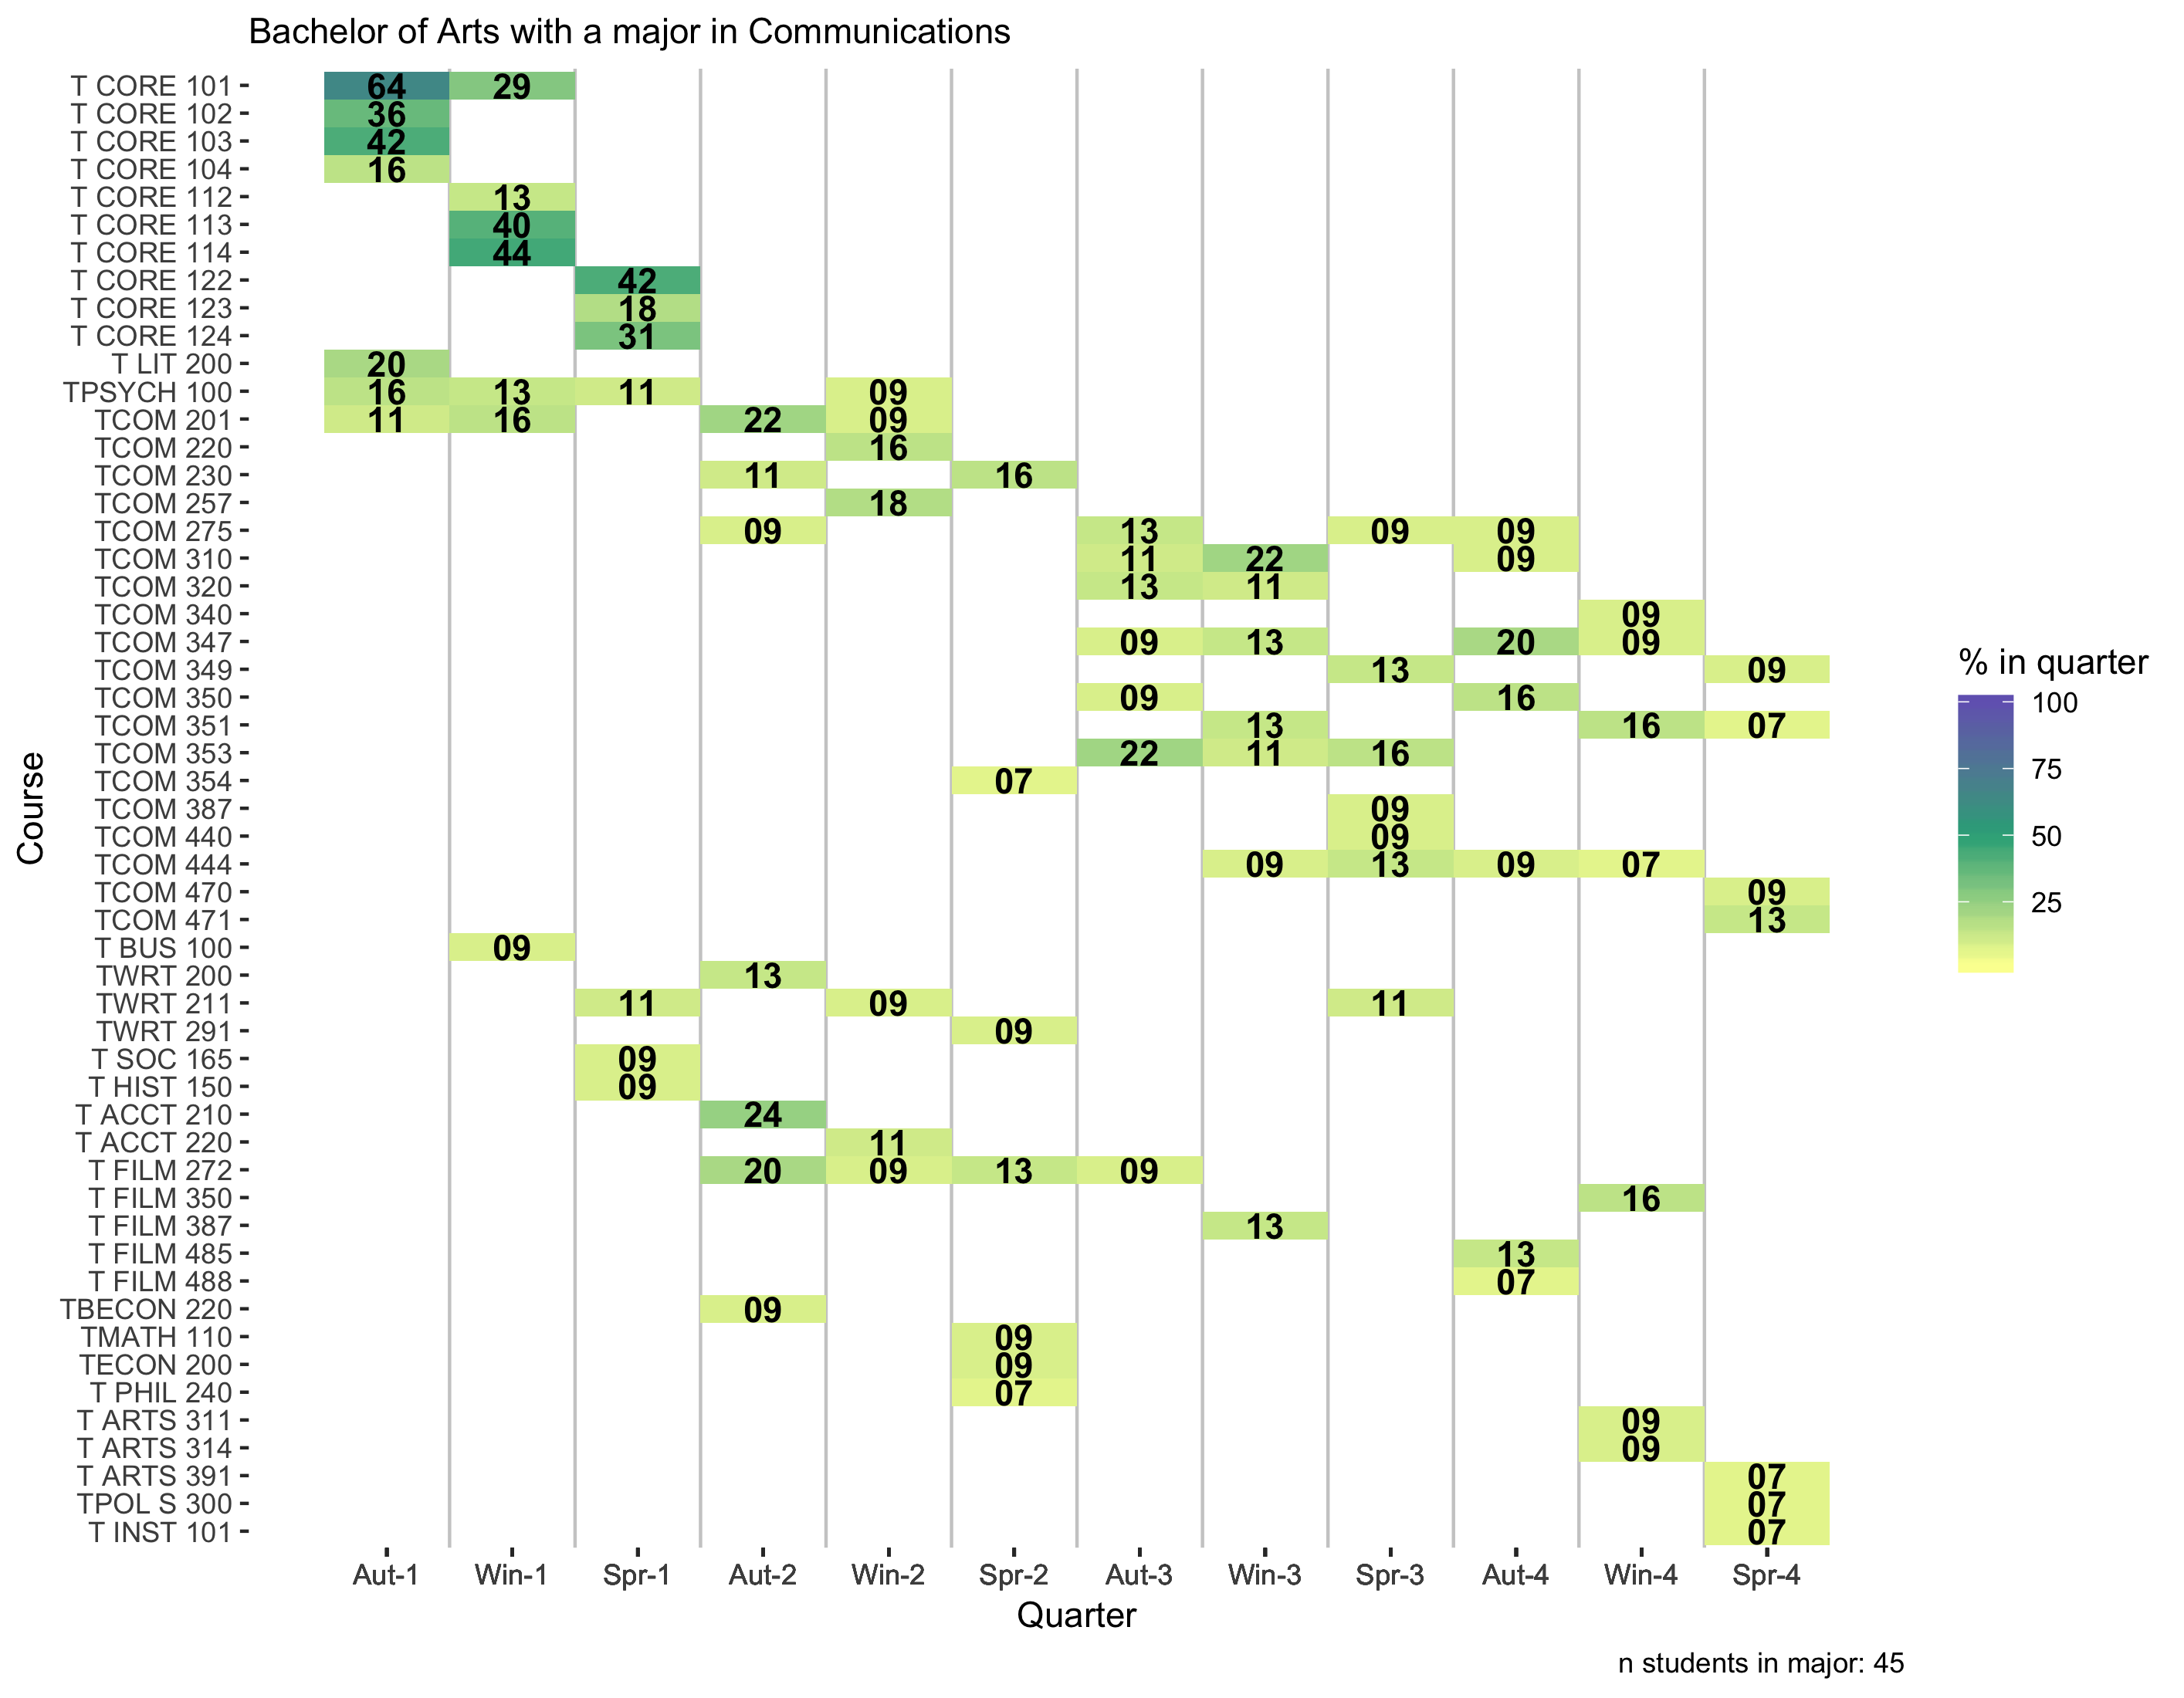 Bachelor of Arts with a major in Communications
T CORE 101 64 29
T CORE 102 36
T CORE 103 42
T CORE 104 16
T CORE 112 13
T CORE 113 40
T CORE 114 44
T CORE 122 42
T CORE 123 18
T CORE 124 31
T LIT 200 20
TPSYCH 100 16 13 11 09
TCOM 201 11 16 22 09
TCOM 220 16
TCOM 230 11 16
TCOM 257 18
TCOM 275 09 13 09 09
TCOM 310 11 22 09
TCOM 320 13 11
TCOM 340 09
TCOM 347 09 13 20 09
TCOM 349 13 09
TCOM 350 09 16
TCOM 351 13 16 07
TCOM 353 22 11 16
TCOM 354 07
TCOM 387 09
TCOM 440 09
TCOM 444 09 13 09 07
TCOM 470 09
TCOM 471 13
T BUS 100 09
TWRT 200 13
TWRT 211 11 09 11
TWRT 291 09
T SOC 165 09
T HIST 150 09
T ACCT 210 24
T ACCT 220 11
T FILM 272 20 09 13 09
T FILM 350 16
T FILM 387 13
T FILM 485 13
T FILM 488 07
TBECON 220 09
TMATH 110 09
TECON 200 09
T PHIL 240 07
T ARTS 311 09
T ARTS 314 09
T ARTS 391 07
TPOL S 300 07
T INST 101 07
Aut-1 Win-1 Spr-1 Aut-2 Win-2 Spr-2 Aut-3 Win-3 Spr-3 Aut-4 Win-4 Spr-4
Quarter
Course
% in quarter
100
75
50
25
n students in major: 45